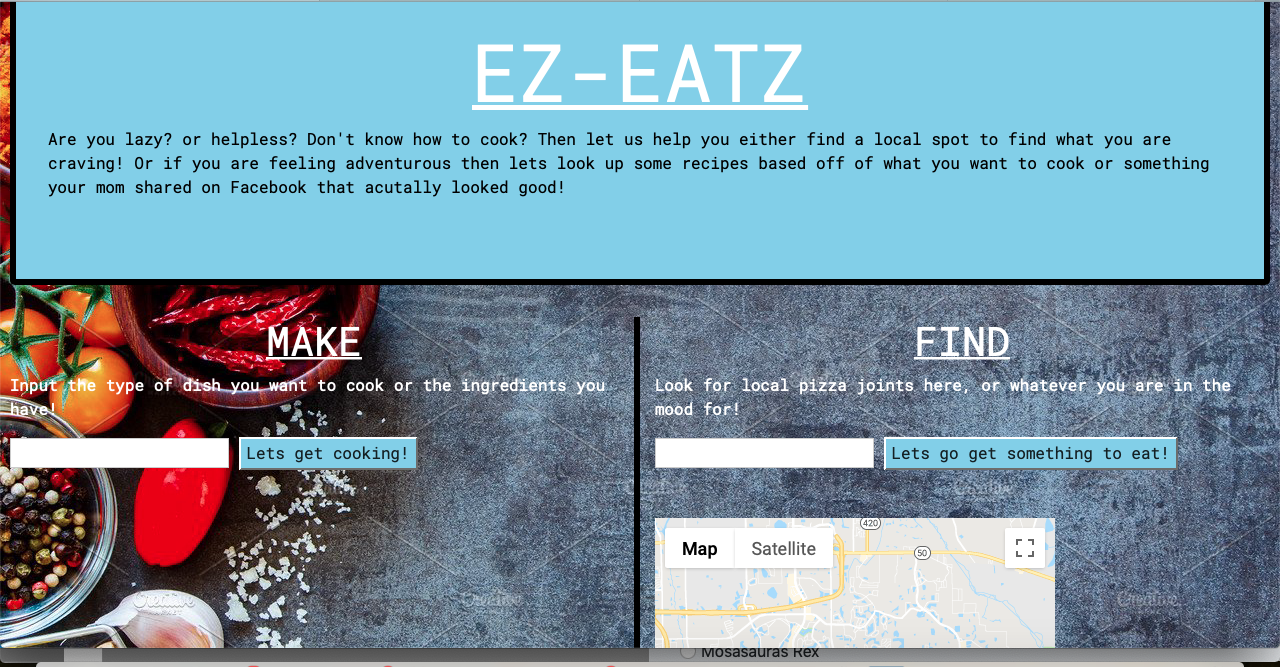 EZ-EATZ
Are you lazy? or helpless? Don't know how to cook? Then let us help you either find a local spot to find what you are
craving! Or if you are feeling adventurous then lets look up some recipes based off of what you want to cook or something
your mom shared on Facebook that acutally looked good!
MAKE
Input the type of dish you want to cook or the ingredients you
have!
Lets get cooking!
FIND
Look for local pizza joints here, or whatever you are in the
mood for!
Lets go get something to eat!
Map
Satellite
420
50
Creative
Creative
Creative
Creative
Creative
Mosasauras Rex